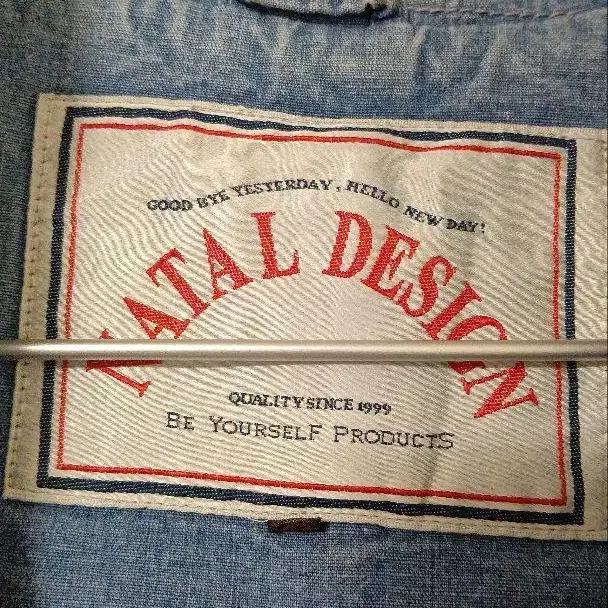 GOOD BYE YESTERDAY, HELLO NEW DAY!
NATAL DESIGN
QUALITY SINCE 1999
BE YOURSELF PRODUCTS